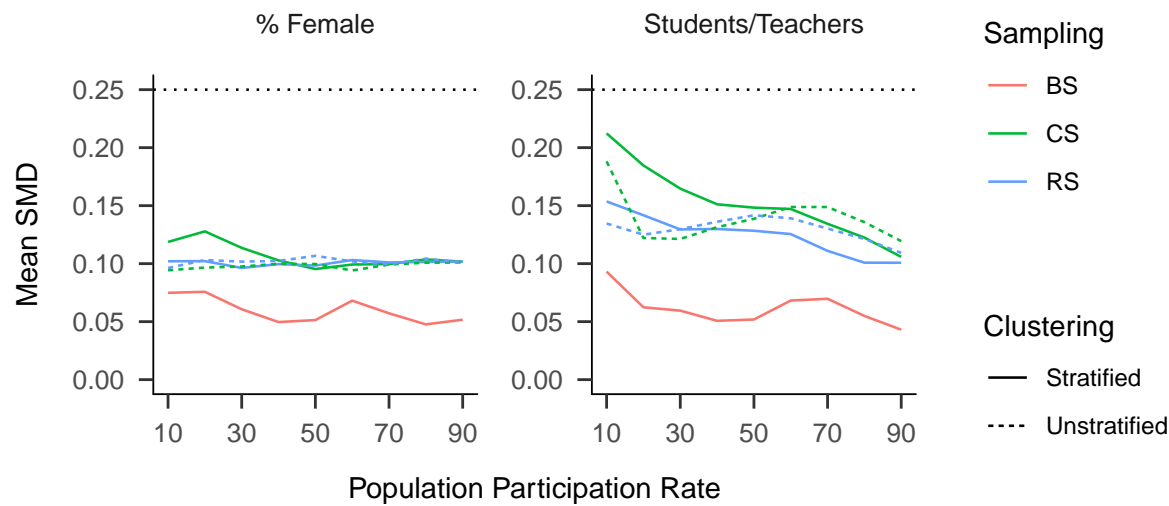 % Female
Students/Teachers
Mean SMD
0.25
0.20
0.15
0.10
0.05
0.00
10 30 50 70 90
0.25
0.20
0.15
0.10
0.05
0.00
10 30 50 70 90
Population Participation Rate
Sampling
BS
CS
RS
Clustering
Stratified
Unstratified